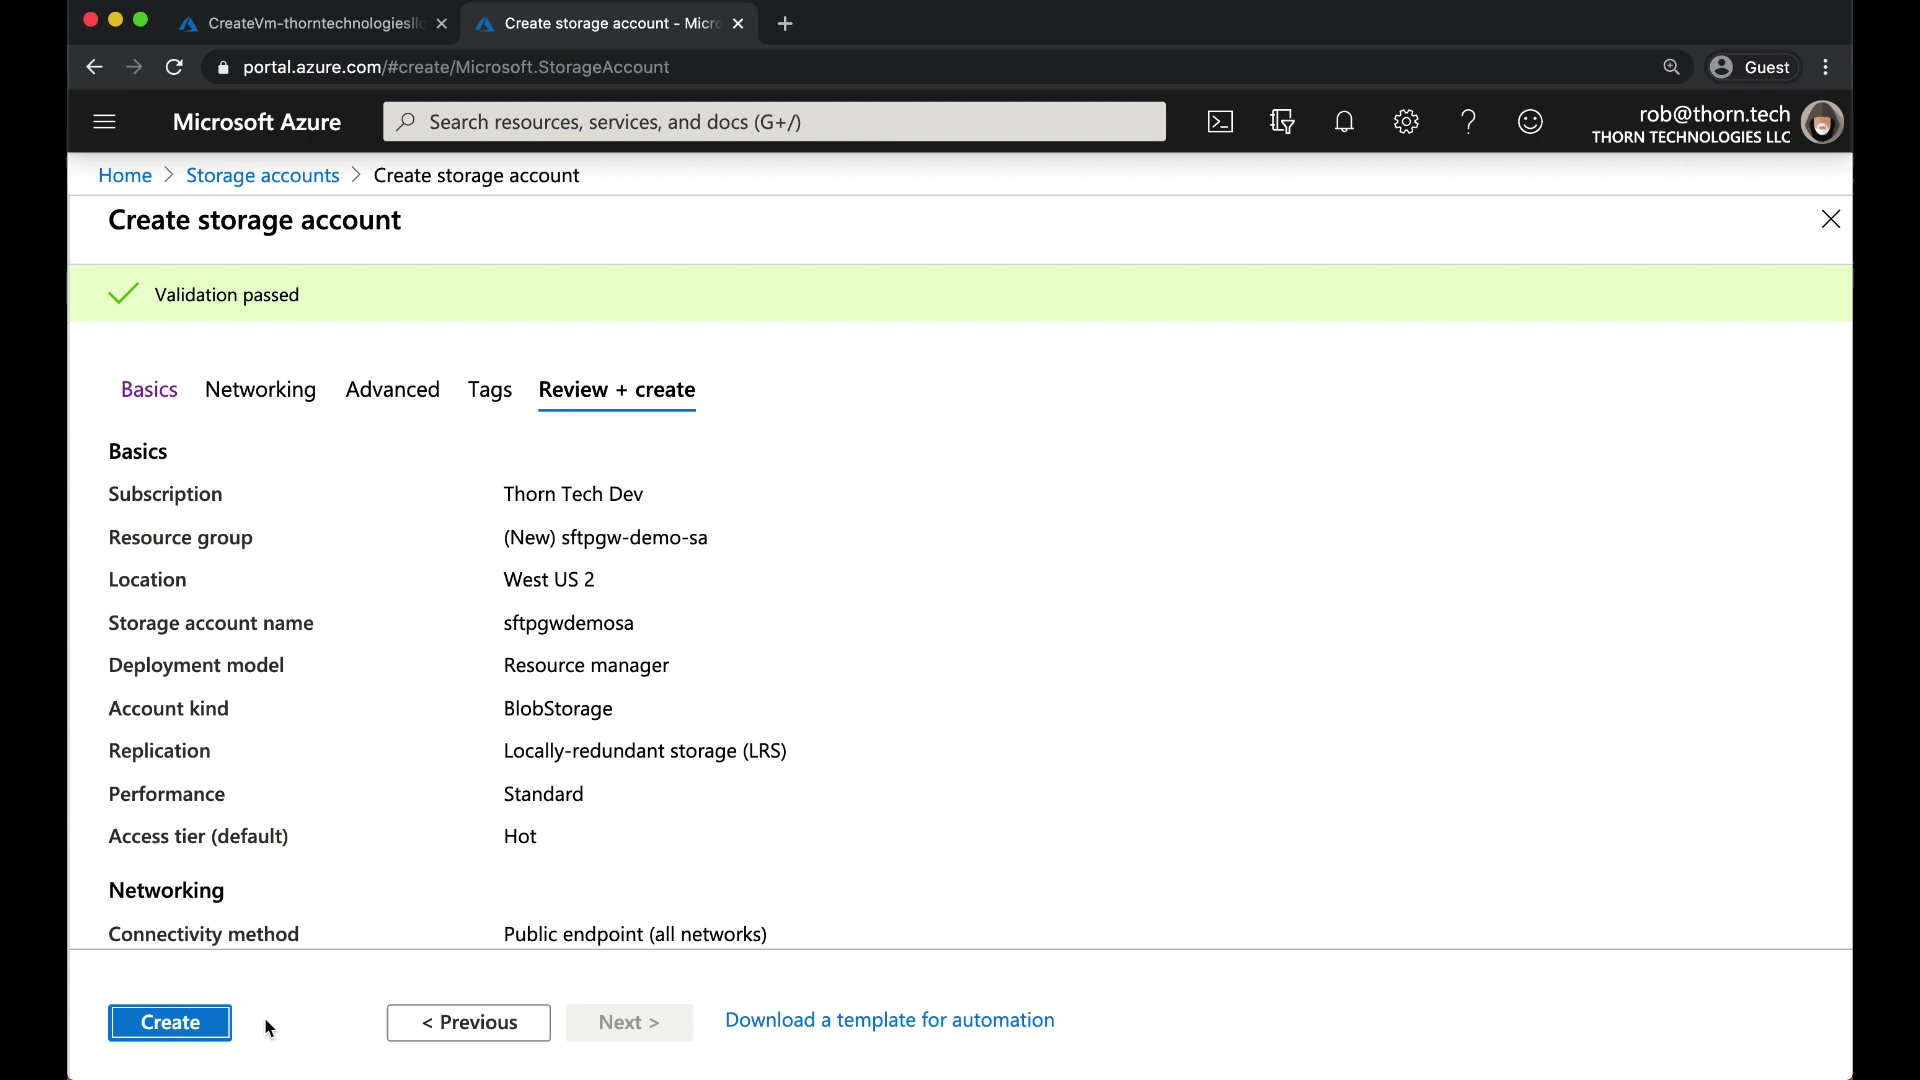 CreateVm-thorntechnologiesllc
Create storage account - Micro
portal.azure.com/#create/Microsoft.StorageAccount
Guest
Microsoft Azure
Search resources, services, and docs (G+/)
rob@thorn.tech
THORN TECHNOLOGIES LLC
Home > Storage accounts > Create storage account
Create storage account
Validation passed
Basics Networking Advanced Tags Review + create
Basics
Subscription Thorn Tech Dev
Resource group (New) sftpgw-demo-sa
Location West US 2
Storage account name sftpgwdemosa
Deployment model Resource manager
Account kind BlobStorage
Replication Locally-redundant storage (LRS)
Performance Standard
Access tier (default) Hot
Networking
Connectivity method Public endpoint (all networks)
Create < Previous Next > Download a template for automation